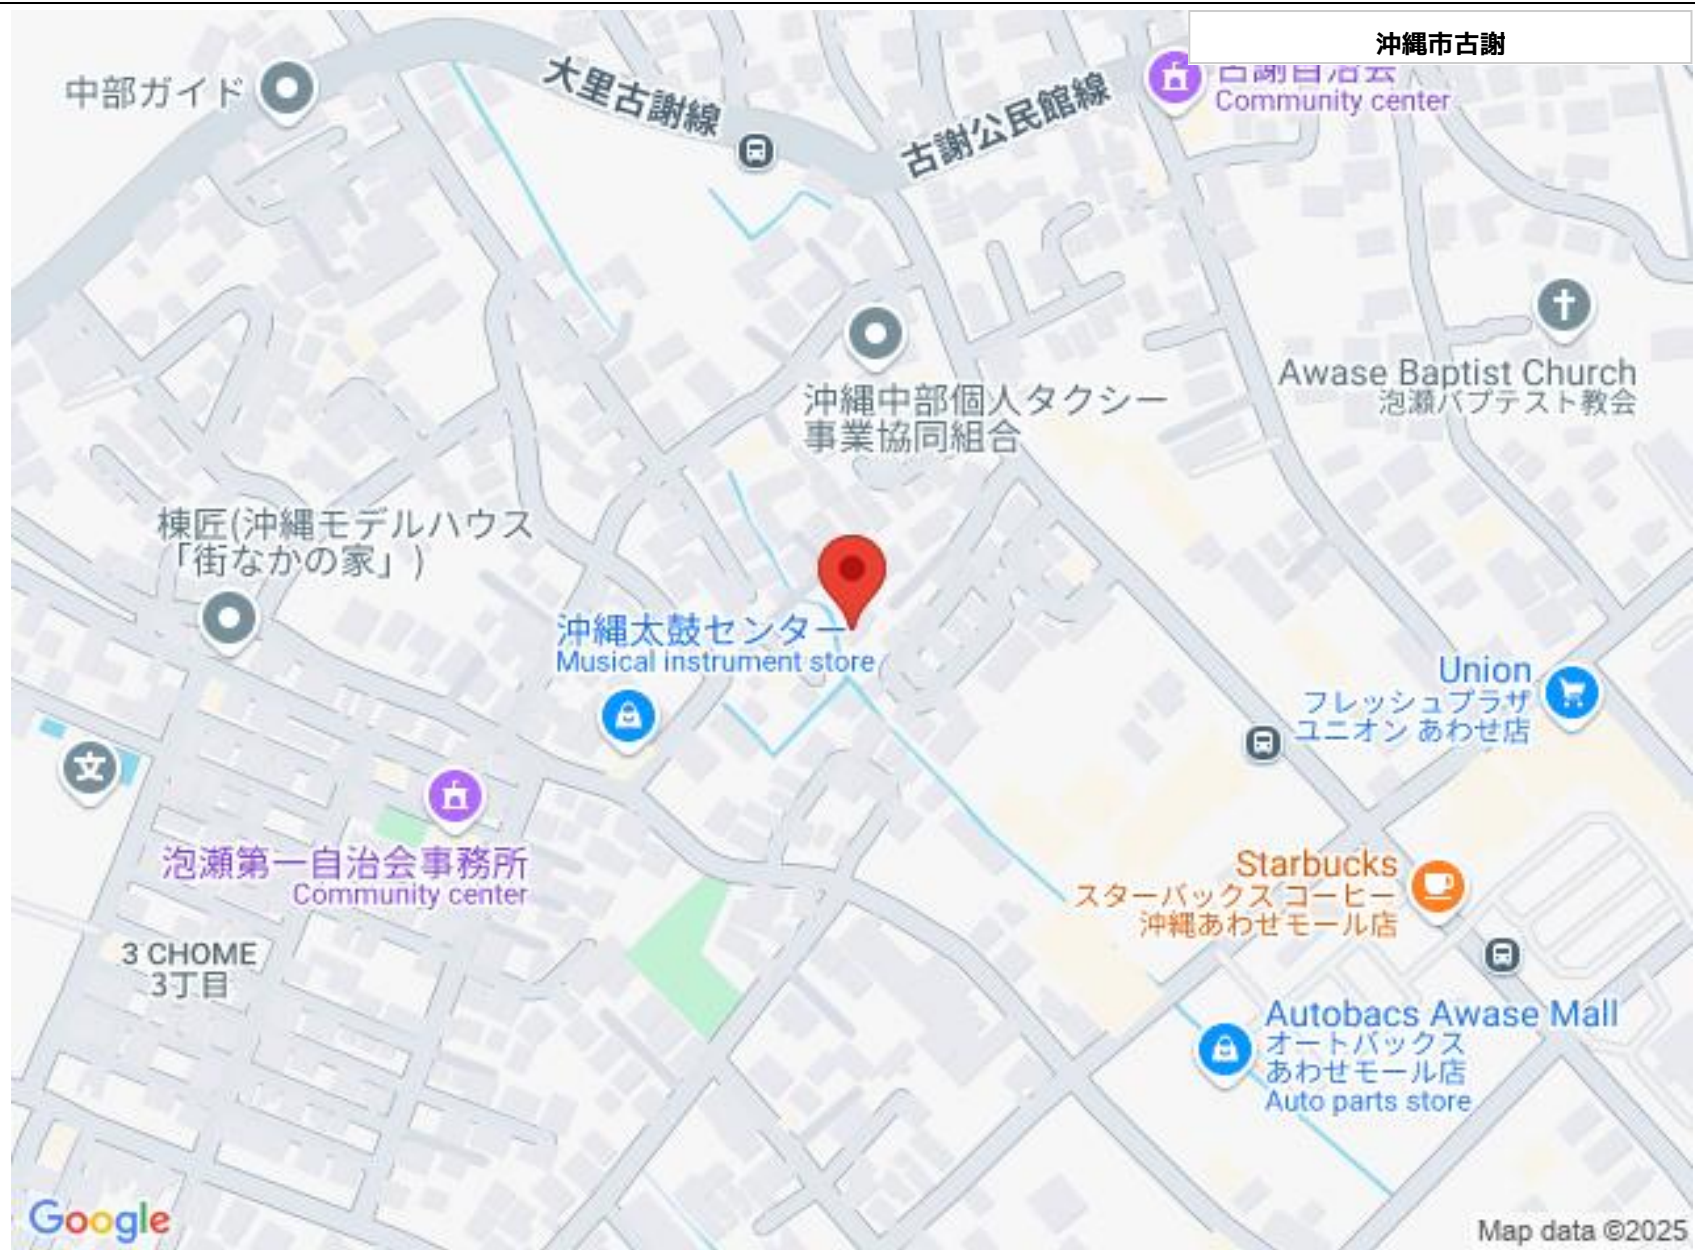 沖縄市古謝
中部ガイド
大里古謝線
古謝公民館線
古謝自治会
Community center
Awase Baptist Church
泡瀬バプテスト教会
沖縄中部個人タクシー
事業協同組合
棟匠(沖縄モデルハウス
「街なかの家」)
沖縄太鼓センター
Musical instrument store
Union
フレッシュプラザ
ユニオン あわせ店
文
泡瀬第一自治会事務所
Community center
Starbucks
スターバックス コーヒー
沖縄あわせモール店
3 CHOME
3丁目
Autobacs Awase Mall
オートバックス
あわせモール店
Auto parts store
Google
Map data ©2025